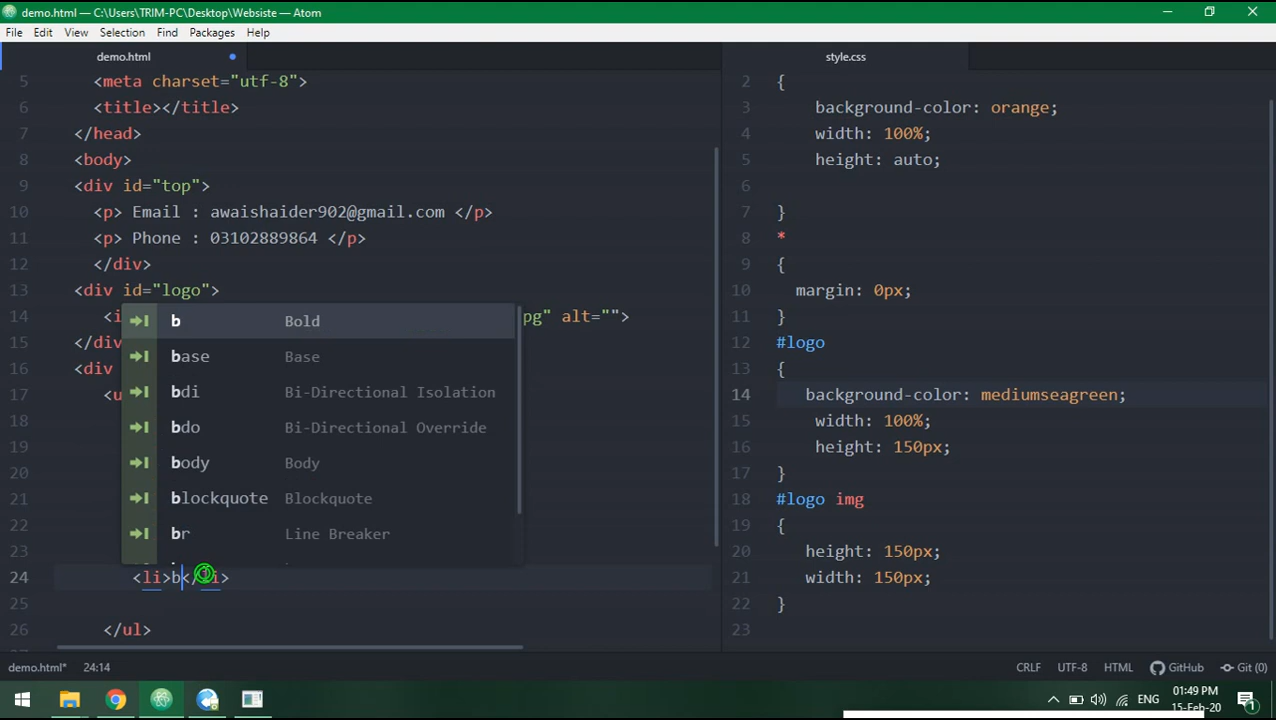 demo.html — C:\Users\TRIM-PC\Desktop\Websiste — Atom
File Edit View Selection Find Packages Help
demo.html
5 <meta charset="utf-8">
6 <title></title>
7 </head>
8 <body>
9 <div id="top">
10 <p> Email : awaishaider902@gmail.com </p>
11 <p> Phone : 03102889864 </p>
12 </div>
13 <div id="logo">
14 <i pg" alt="">
15 </di
16 <div
17 <u
18
19
20
21
22
23
24 <li>b</li>
25
26 </ul>
b Bold
base Base
bdi Bi-Directional Isolation
bdo Bi-Directional Override
body Body
blockquote Blockquote
br Line Breaker
style.css
2 {
3 background-color: orange;
4 width: 100%;
5 height: auto;
6
7 }
8 *
9 {
10 margin: 0px;
11 }
12 #logo
13 {
14 background-color: mediumseagreen;
15 width: 100%;
16 height: 150px;
17 }
18 #logo img
19 {
20 height: 150px;
21 width: 150px;
22 }
23
demo.html* 24:14 CRLF UTF-8 HTML GitHub Git (0)
ENG 01:49 PM
15-Feb-20 1